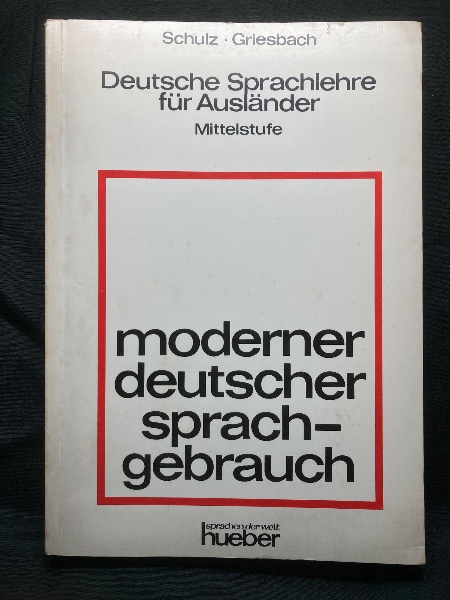 Schulz · Griesbach
Deutsche Sprachlehre
für Ausländer
Mittelstufe
moderner
deutscher
sprach-
gebrauch
sprachen der welt
hueber